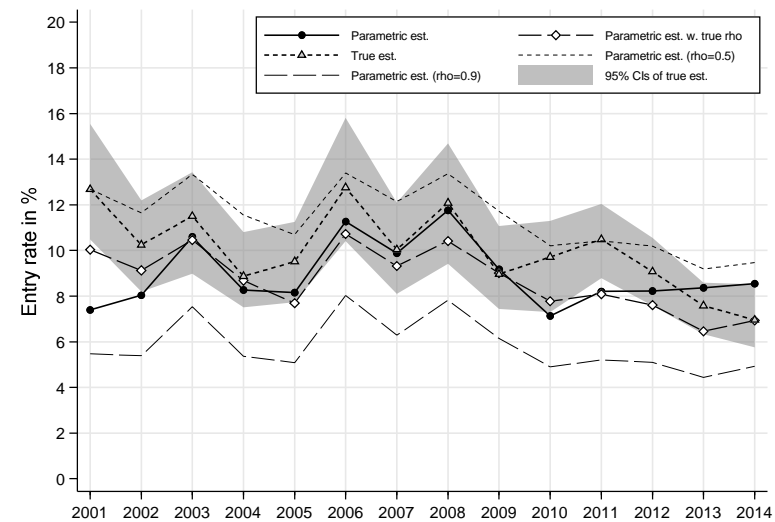 Parametric est.
Parametric est. w. true rho
True est.
Parametric est. (rho=0.5)
Parametric est. (rho=0.9)
95% CIs of true est.
Entry rate in %
20
18
16
14
12
10
8
6
4
2
0
2001 2002 2003 2004 2005 2006 2007 2008 2009 2010 2011 2012 2013 2014